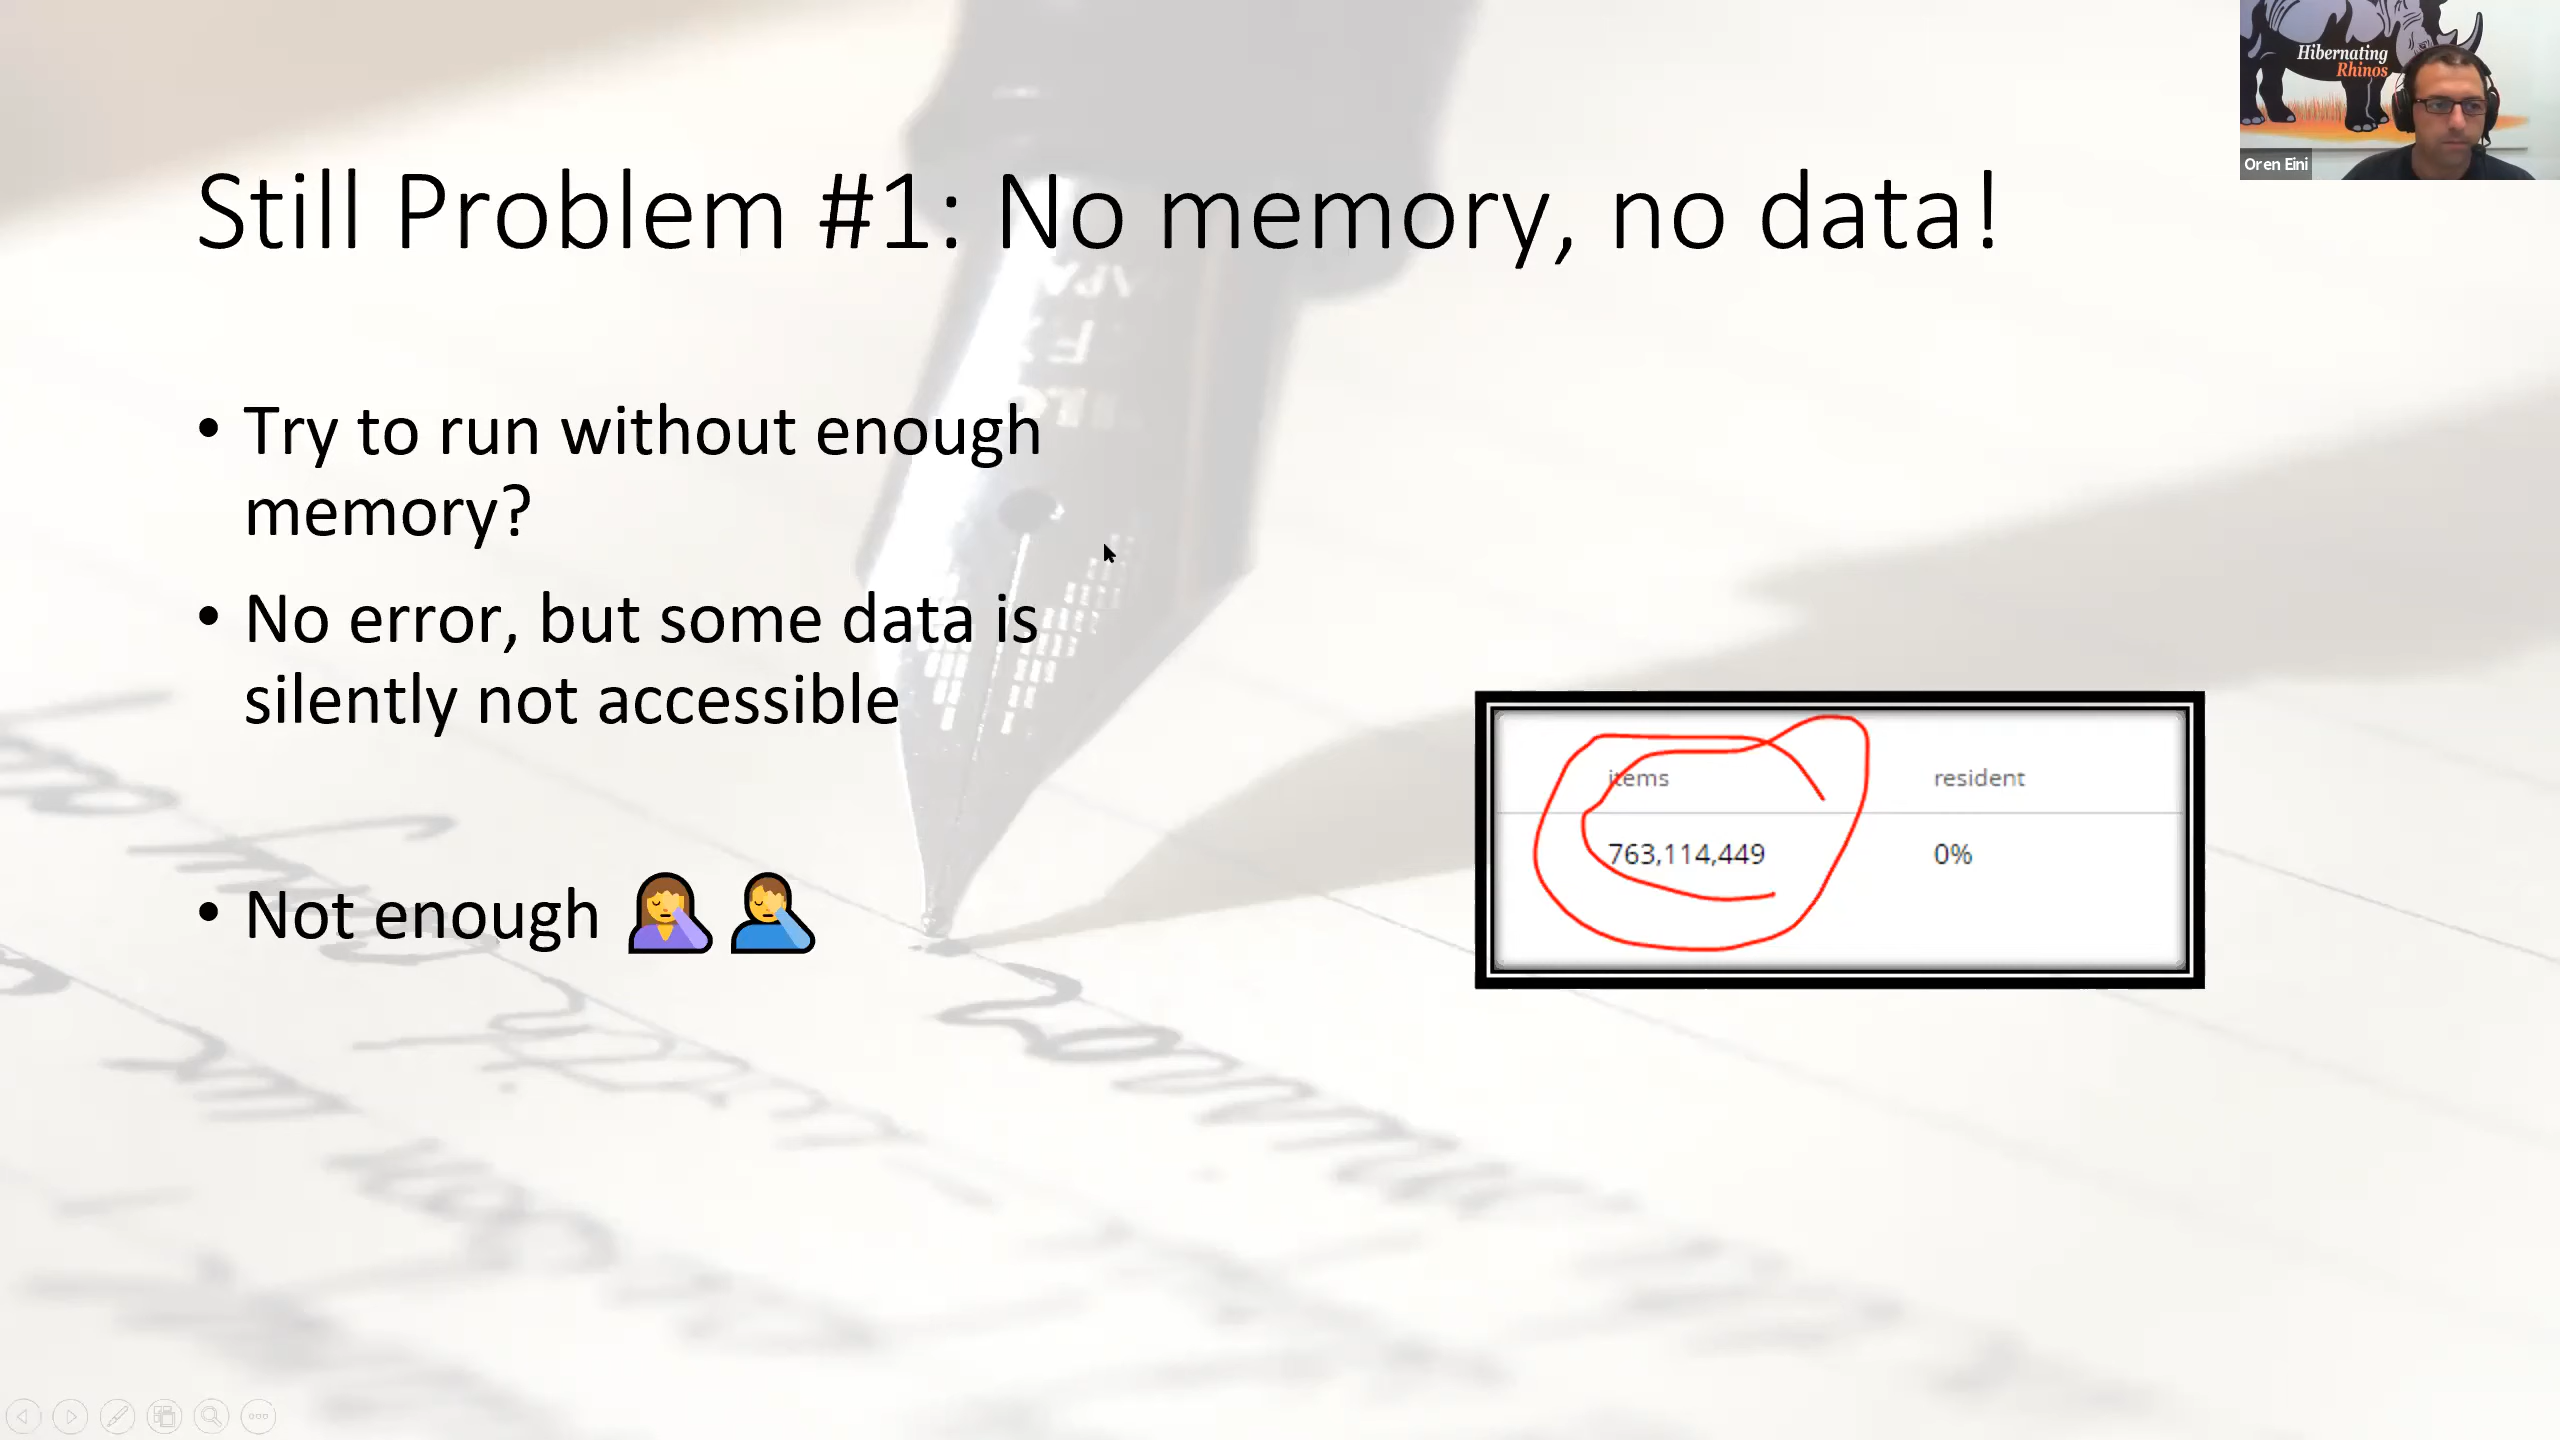 Hibernating
Rhinos
Oren Eini
Still Problem #1: No memory, no data!
• Try to run without enough
memory?
• No error, but some data is
silently not accessible
• Not enough 🤦‍♀️ 🤦‍♂️
items resident
763,114,449 0%